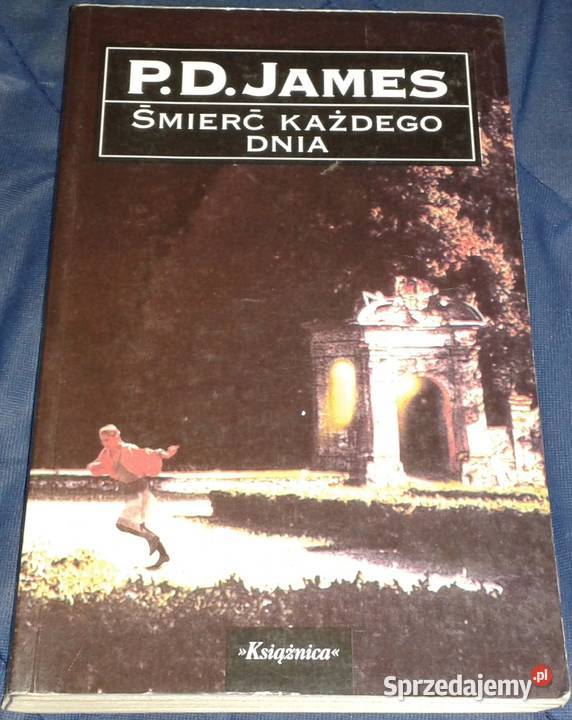 P.D. JAMES
ŚMIERĆ KAŻDEGO
DNIA
»Książnica«
Sprzedajemy.pl